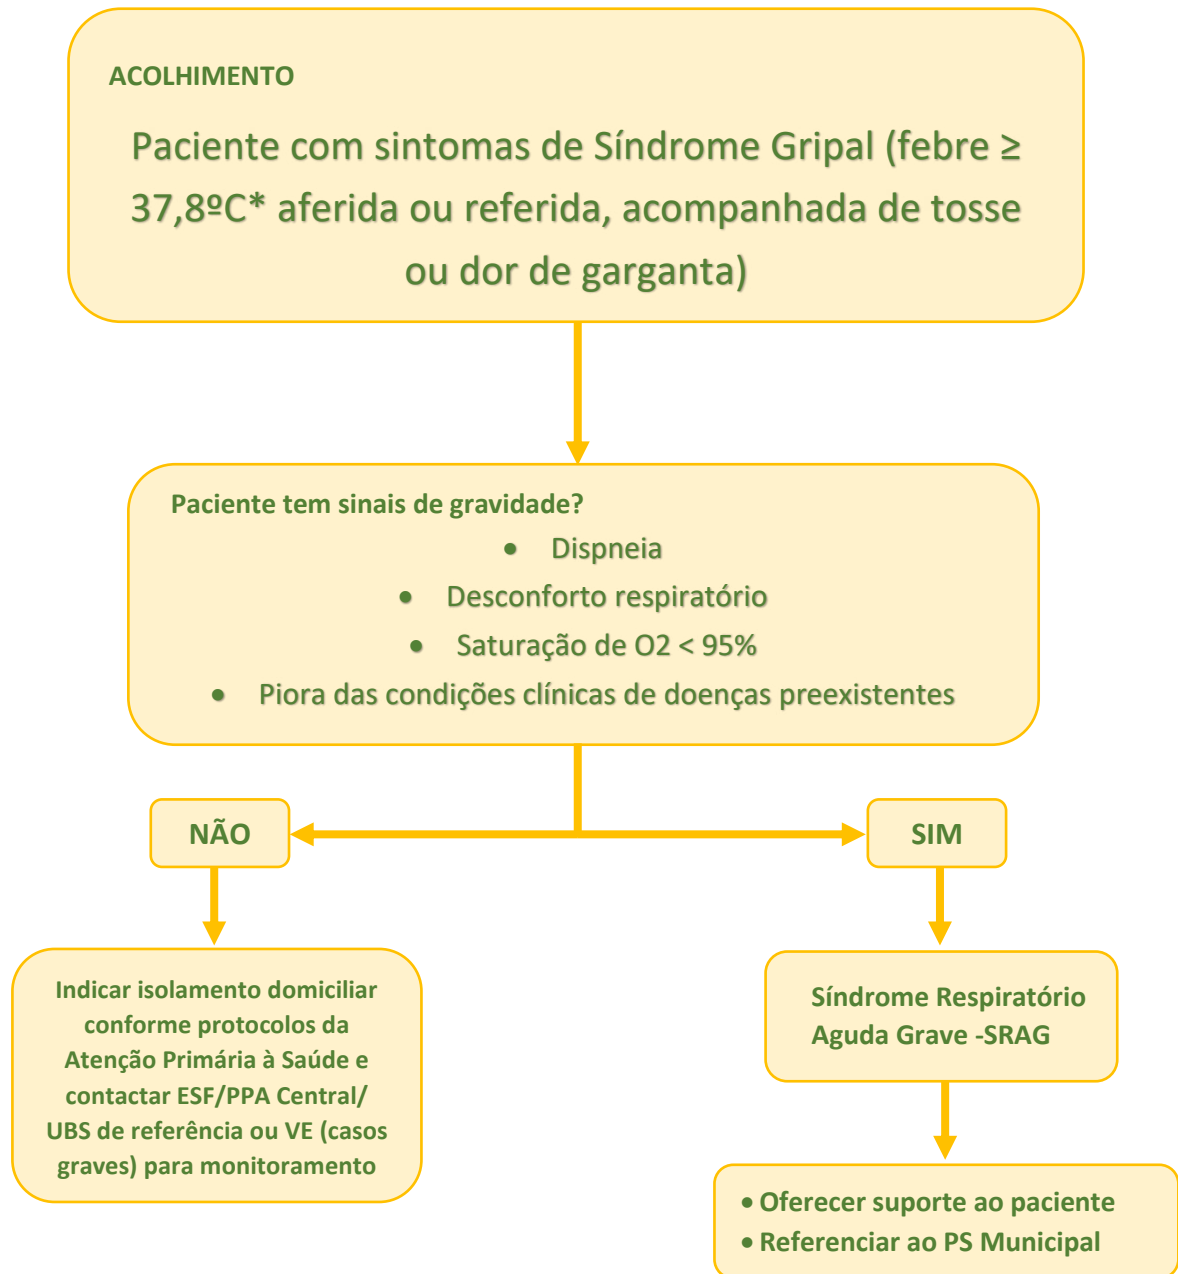 ACOLHIMENTO
Paciente com sintomas de Síndrome Gripal (febre ≥
37,8ºC* aferida ou referida, acompanhada de tosse
ou dor de garganta)
Paciente tem sinais de gravidade?
• Dispneia
• Desconforto respiratório
• Saturação de O2 < 95%
• Piora das condições clínicas de doenças preexistentes
NÃO
SIM
Indicar isolamento domiciliar
conforme protocolos da
Atenção Primária à Saúde e
contactar ESF/PPA Central/
UBS de referência ou VE (casos
graves) para monitoramento
Síndrome Respiratório
Aguda Grave -SRAG
• Oferecer suporte ao paciente
• Referenciar ao PS Municipal